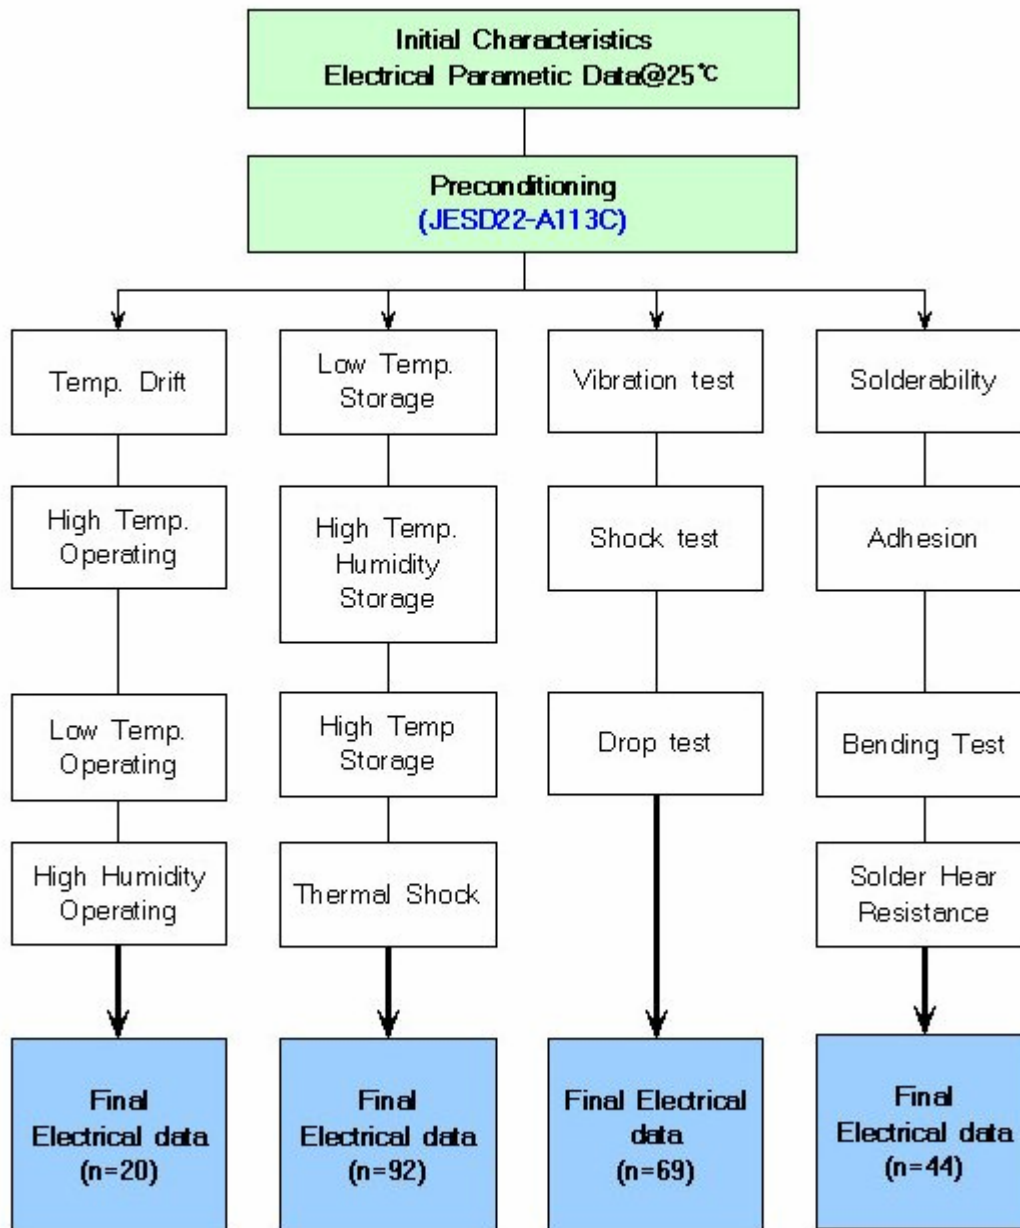 Initial Characteristics
Electrical Parametic Data@25℃
Preconditioning
(JESD22-A113C)
Temp. Drift
High Temp.
Operating
Low Temp.
Operating
High Humidity
Operating
Final
Electrical data
(n=20)
Low Temp.
Storage
High Temp.
Humidity
Storage
High Temp
Storage
Thermal Shock
Final
Electrical data
(n=92)
Vibration test
Shock test
Drop test
Final Electrical
data
(n=69)
Solderability
Adhesion
Bending Test
Solder Hear
Resistance
Final
Electrical data
(n=44)